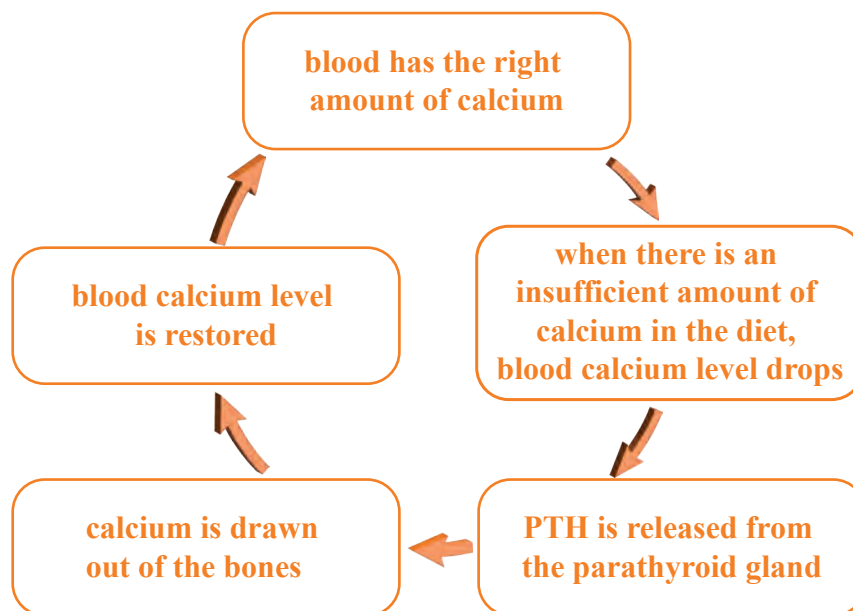 blood has the right
amount of calcium
when there is an
insufficient amount of
calcium in the diet,
blood calcium level drops
PTH is released from
the parathyroid gland
calcium is drawn
out of the bones
blood calcium level
is restored